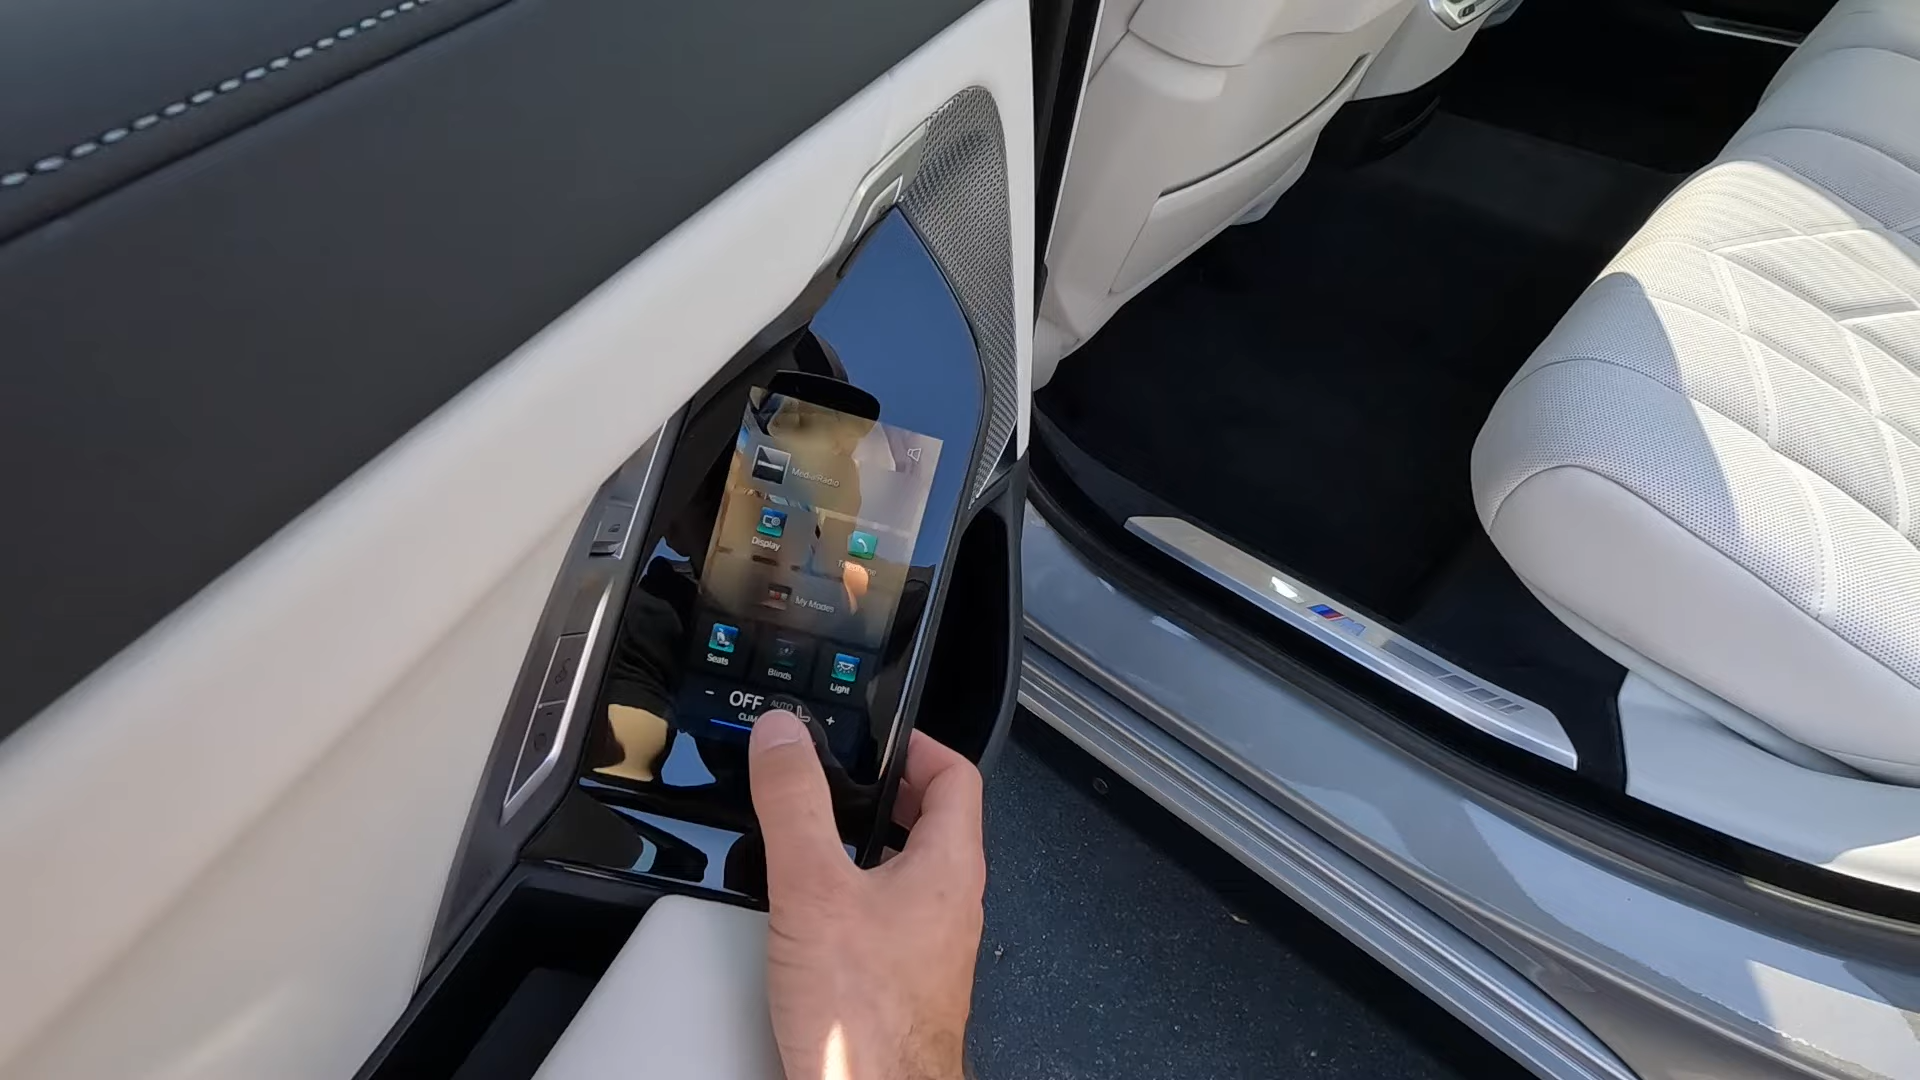 Media/Radio
Display
Telephone
My Modes
Seats
Blinds
Light
- OFF AUTO +
M